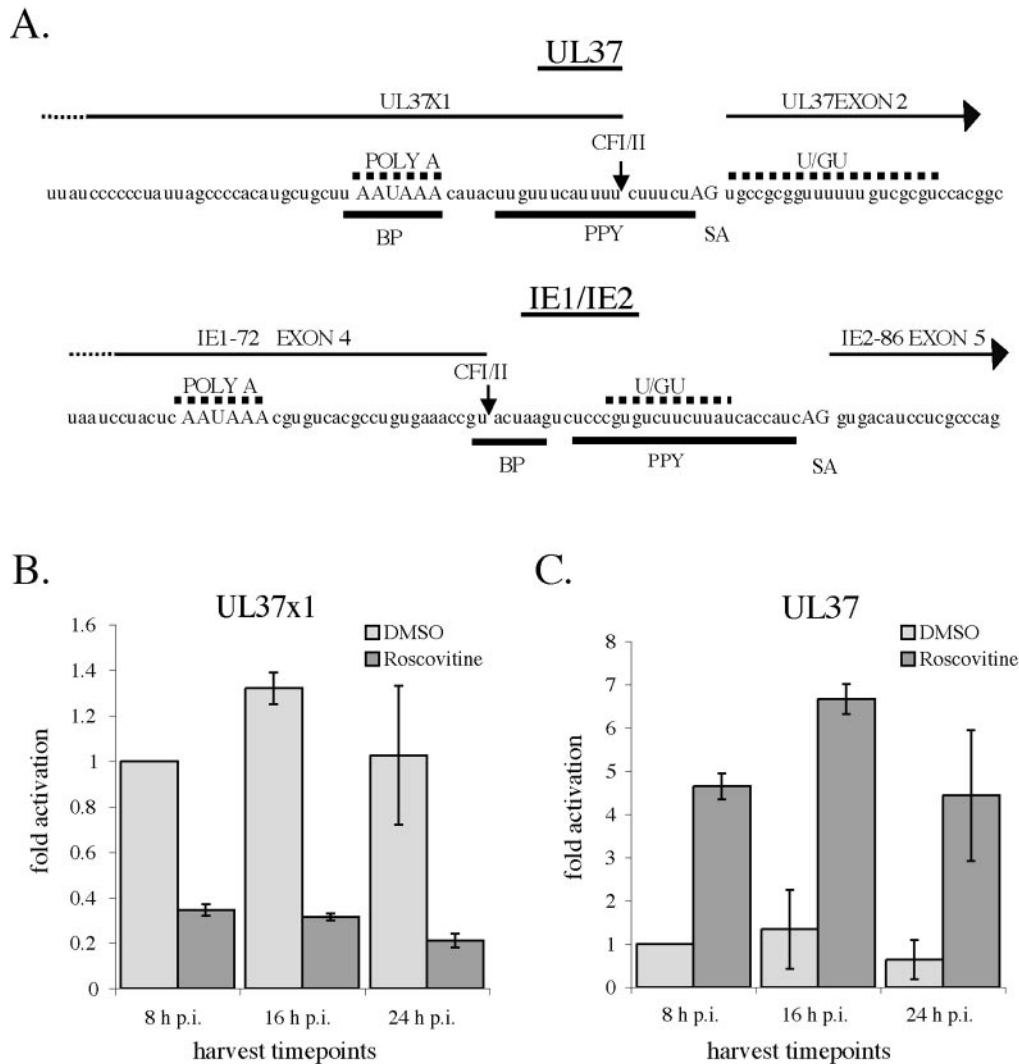 A.
UL37
UL37X1
UL37EXON 2
CFI/II
POLY A
U/GU
uuau ccccccuauuagccccacaugcugcuu AAUAAA cauacuuguuucauuuu cuuucuAG ugccgcgguuuuuu gucgcguccacggc
BP
PPY
SA
IE1/IE2
IE1-72 EXON 4
IE2-86 EXON 5
CFI/II
POLY A
U/GU
uaauccuacuc AAUAAA cgugucacgccugugaaaccgu acuaagucucccgugucuucuuaucaccaucAG gugacauccucgcccag
BP
PPY
SA
B.
UL37x1
DMSO
Roscovitine
fold activation
1.6
1.4
1.2
1
0.8
0.6
0.4
0.2
0
8 h p.i.
16 h p.i.
24 h p.i.
harvest timepoints
C.
UL37
DMSO
Roscovitine
fold activation
8
7
6
5
4
3
2
1
0
8 h p.i.
16 h p.i.
24 h p.i.
harvest timepoints